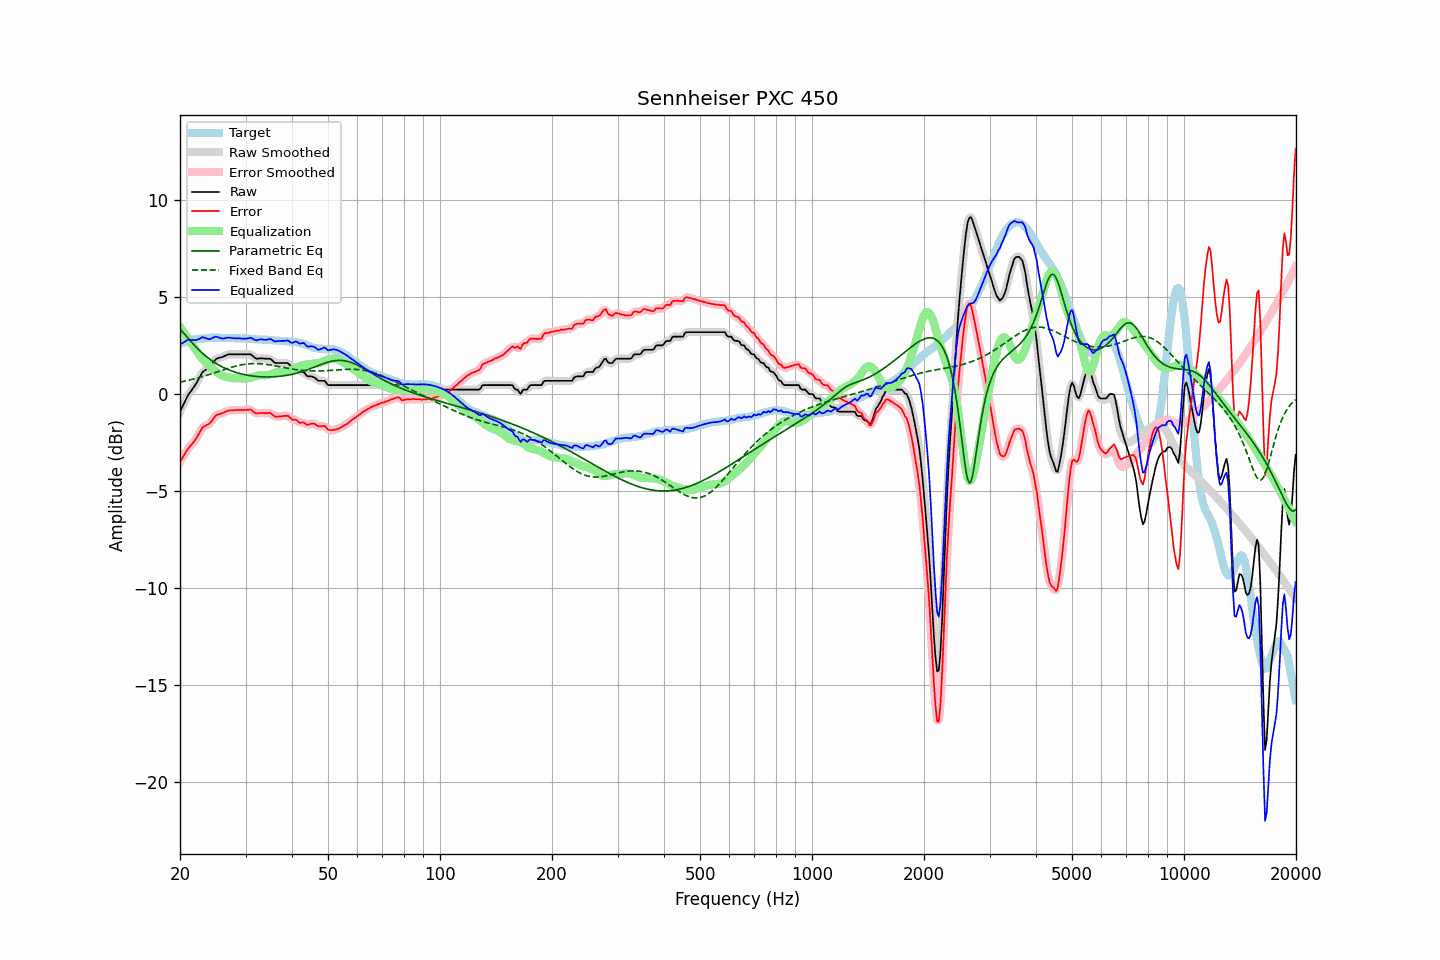 Sennheiser PXC 450
Target
Raw Smoothed
Error Smoothed
Raw
Error
Equalization
Parametric Eq
Fixed Band Eq
Equalized
Amplitude (dBr)
10
5
0
−5
−10
−15
−20
20 50 100 200 500 1000 2000 5000 10000 20000
Frequency (Hz)